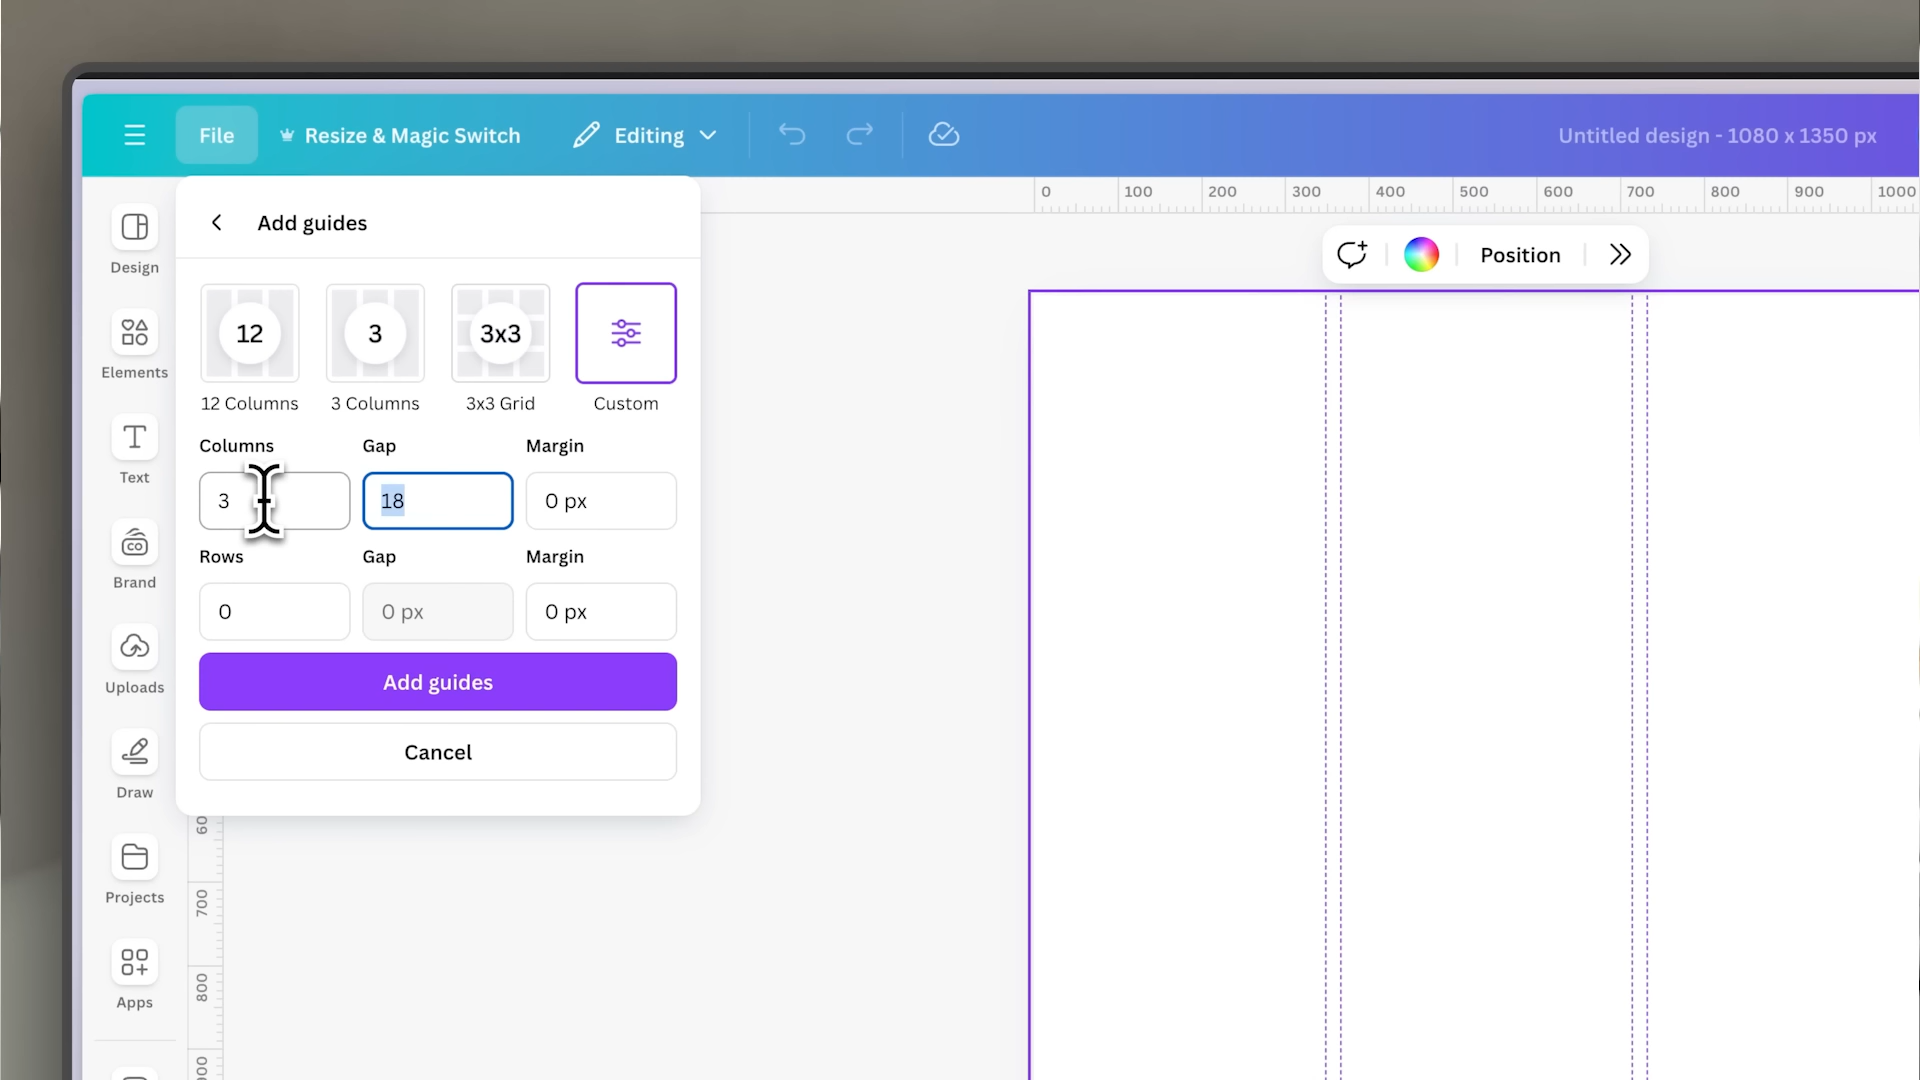 File
Resize & Magic Switch
Editing
Untitled design - 1080 x 1350 px
0 100 200 300 400 500 600 700 800 900 1000
Add guides
Position
12
3
3x3
12 Columns
3 Columns
3x3 Grid
Custom
Columns
Gap
Margin
3
18
0 px
Rows
Gap
Margin
0
0 px
0 px
Add guides
Cancel
Design
Elements
Text
CO
Brand
Uploads
Draw
Projects
Apps
700
800